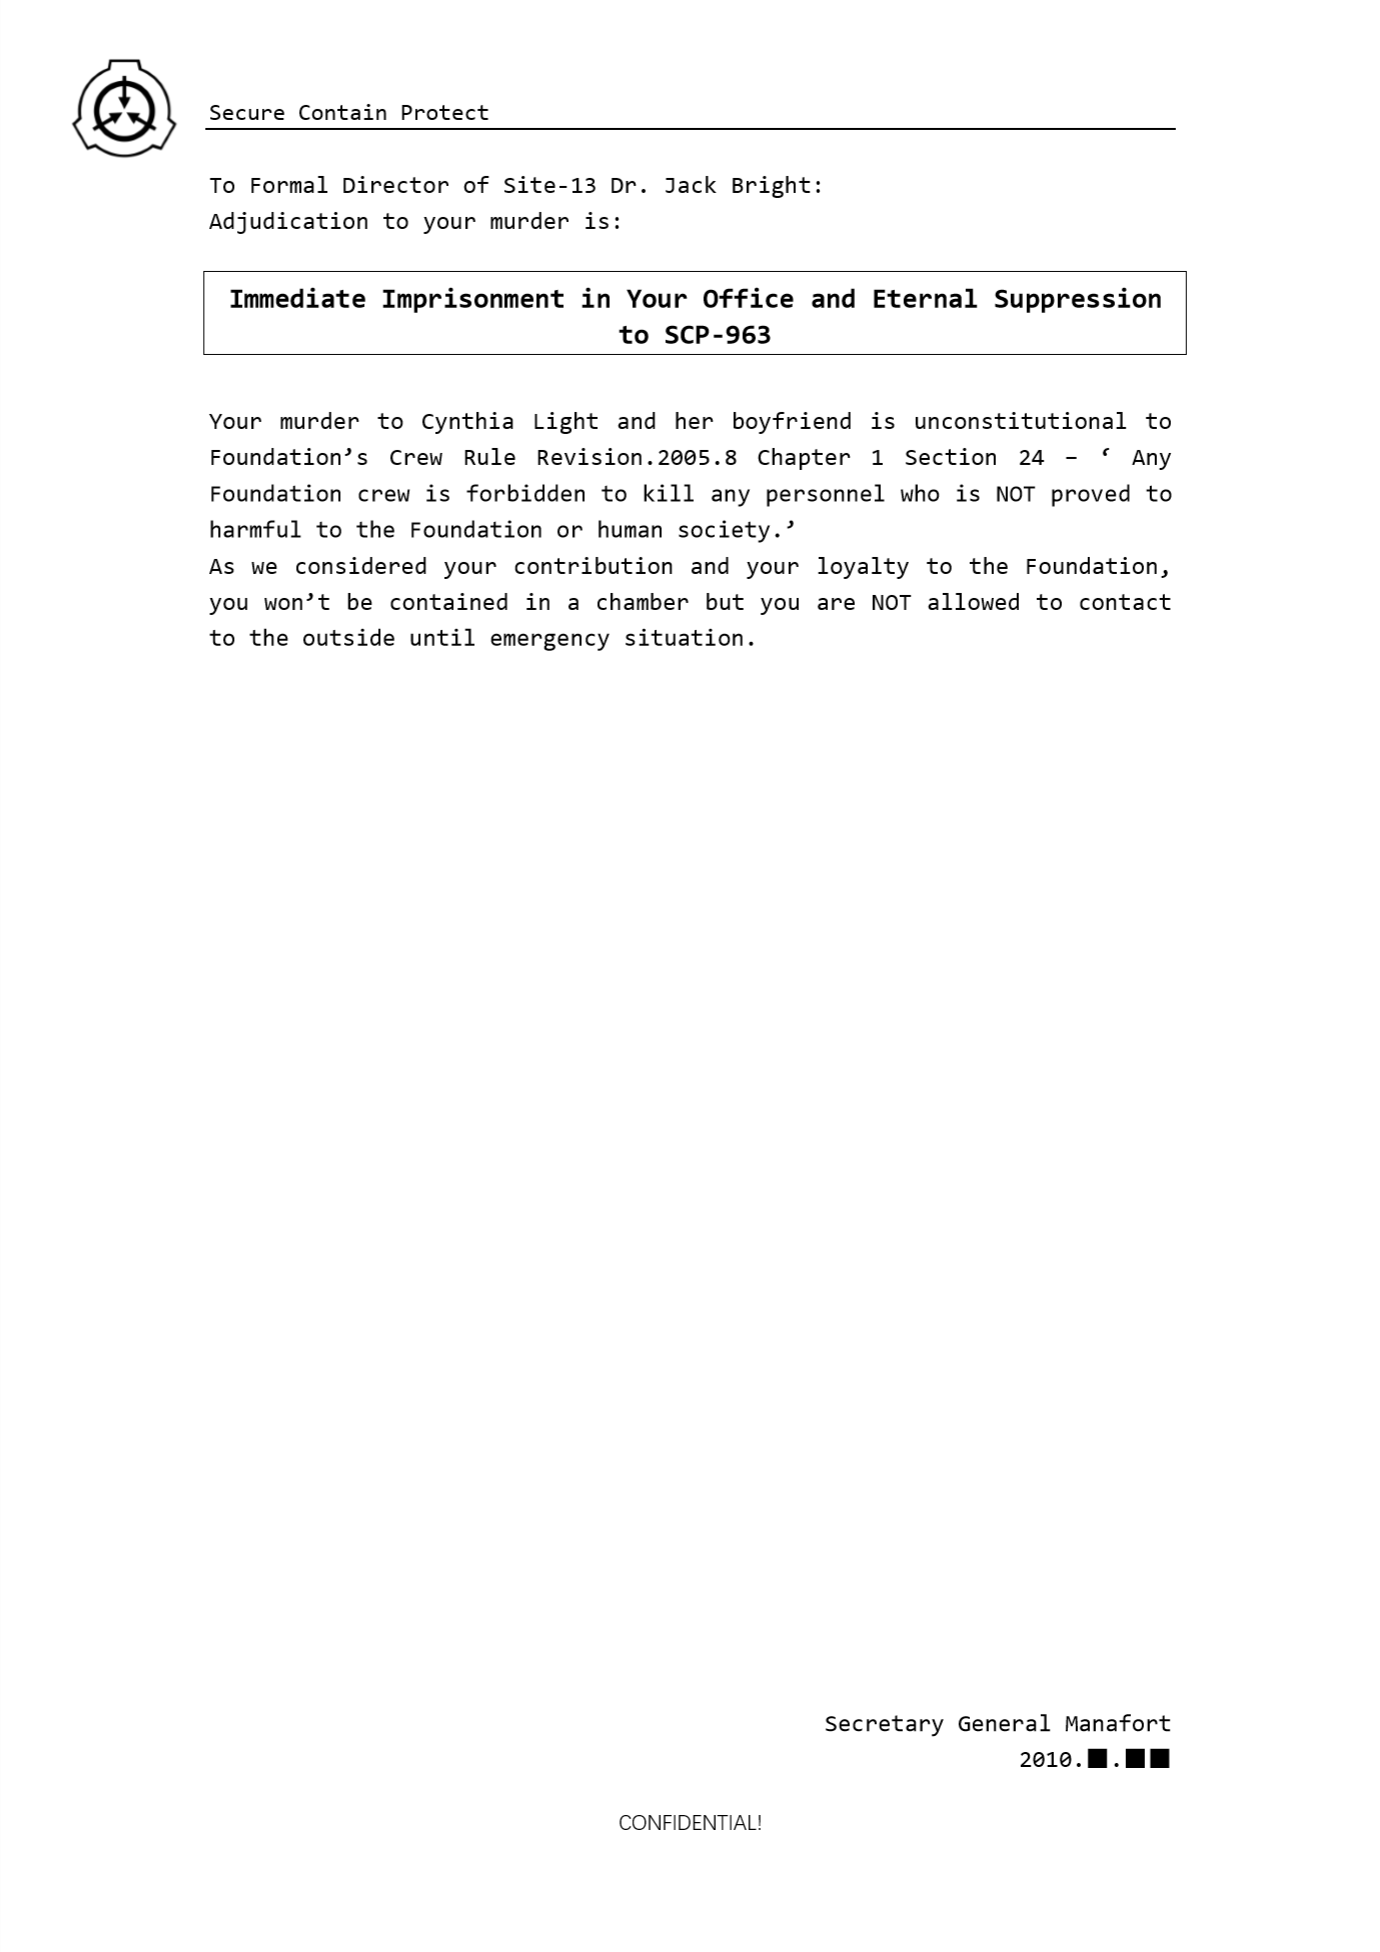 Secure Contain Protect
To Formal Director of Site-13 Dr. Jack Bright:
Adjudication to your murder is:
Immediate Imprisonment in Your Office and Eternal Suppression
to SCP-963
Your murder to Cynthia Light and her boyfriend is unconstitutional to
Foundation’s Crew Rule Revision.2005.8 Chapter 1 Section 24 – ‘ Any
Foundation crew is forbidden to kill any personnel who is NOT proved to
harmful to the Foundation or human society.’
As we considered your contribution and your loyalty to the Foundation,
you won’t be contained in a chamber but you are NOT allowed to contact
to the outside until emergency situation.
Secretary General Manafort
2010.■.■■
CONFIDENTIAL!